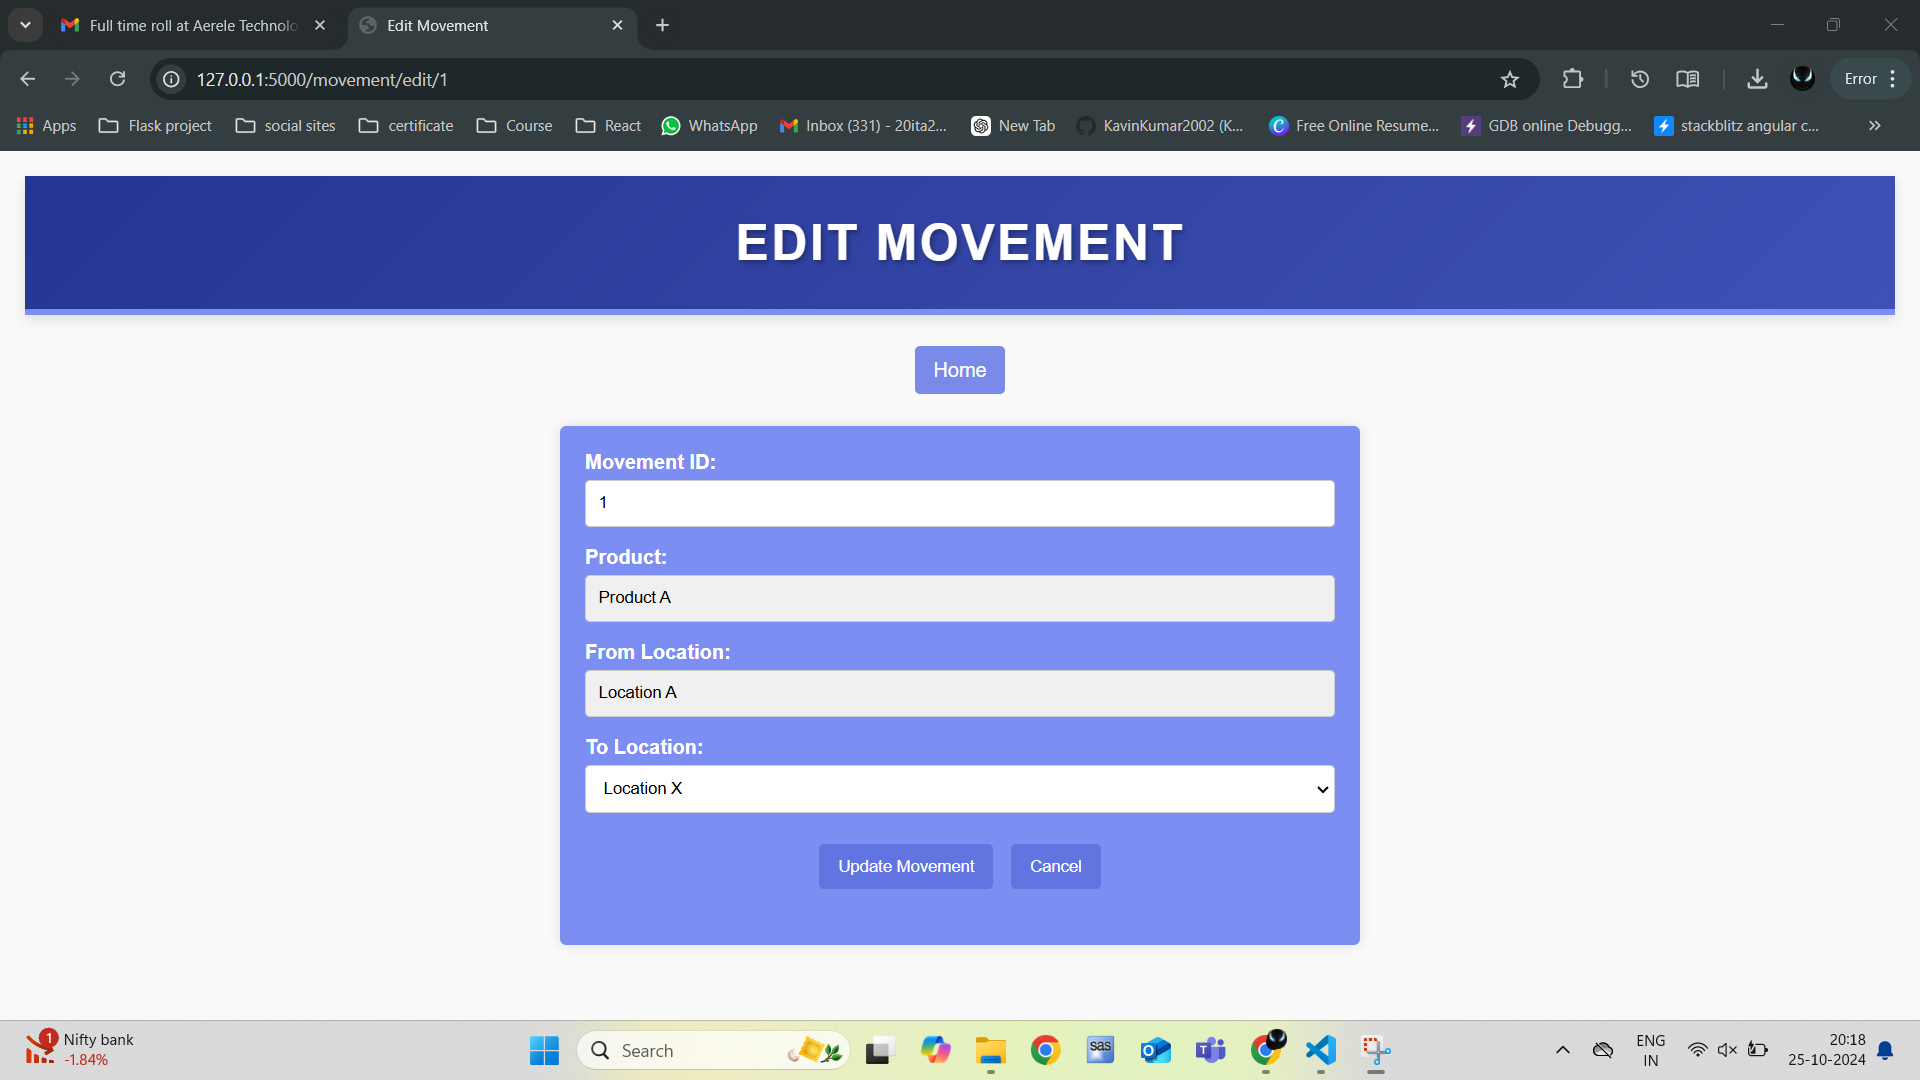 Full time roll at Aerele Technolo
Edit Movement
127.0.0.1:5000/movement/edit/1
Error
Apps
Flask project
social sites
certificate
Course
React
WhatsApp
Inbox (331) - 20ita2...
New Tab
KavinKumar2002 (K...
Free Online Resume...
GDB online Debugg...
stackblitz angular c...
EDIT MOVEMENT
Home
Movement ID:
1
Product:
Product A
From Location:
Location A
To Location:
Location X
Update Movement
Cancel
1
Nifty bank
-1.84%
Search
sas
ENG
IN
20:18
25-10-2024